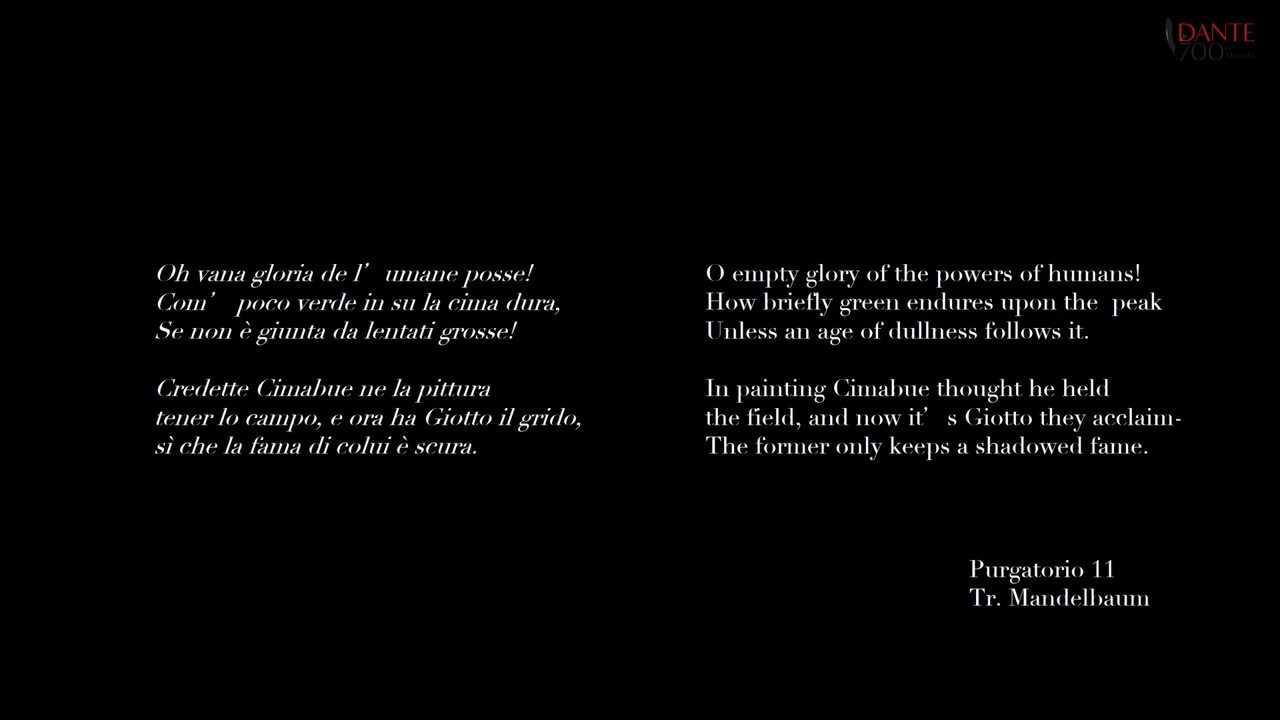 DANTE
700
Oh vana gloria de l’ umane posse!
Com’ poco verde in su la cima dura,
Se non è giunta da lentati grosse!
Credette Cimabue ne la pittura
tener lo campo, e ora ha Giotto il grido,
sì che la fama di colui è scura.
O empty glory of the powers of humans!
How briefly green endures upon the peak
Unless an age of dullness follows it.
In painting Cimabue thought he held
the field, and now it’ s Giotto they acclaim-
The former only keeps a shadowed fame.
Purgatorio 11
Tr. Mandelbaum